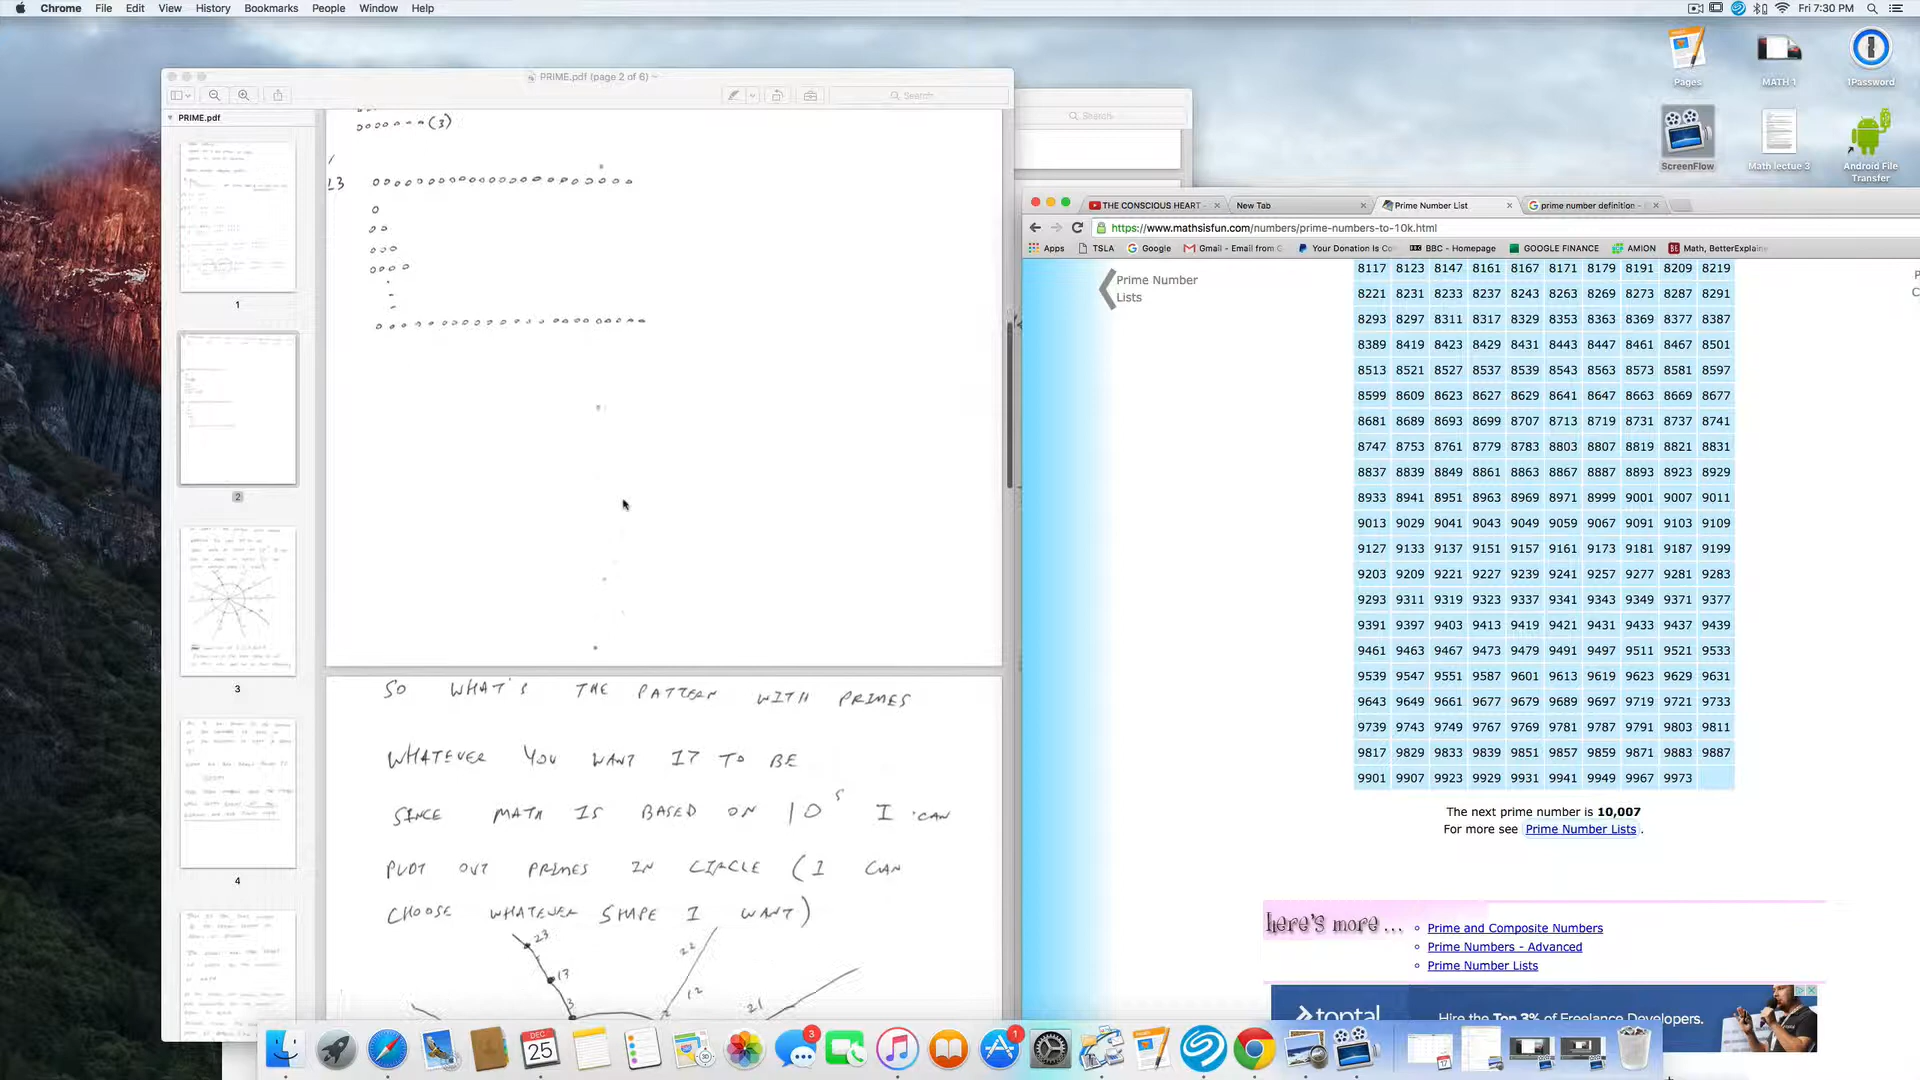 Chrome File Edit View History Bookmarks People Window Help
Fri 7:30 PM
Pages
MATH 1
1Password
ScreenFlow
Math lectue 3
Android File Transfer
PRIME.pdf (page 2 of 6)
Search
PRIME.pdf
1
2
3
4
(3)
13
SO WHAT'S THE PATTERN WITH PRIMES
WHATEVER YOU WANT IT TO BE
SINCE MATH IS BASED ON 10 S I CAN
PLOT OUT PRIMES IN CIRCLE (I CAN
CHOOSE WHATEVER SHAPE I WANT)
23
13
3
22
12
2
21
Search
THE CONSCIOUS HEART -
New Tab
Prime Number List
prime number definition -
https://www.mathsisfun.com/numbers/prime-numbers-to-10k.html
Apps TSLA Google Gmail - Email from G Your Donation Is Co BBC - Homepage GOOGLE FINANCE AMION Math, BetterExplaine
Prime Number
Lists
8117 8123 8147 8161 8167 8171 8179 8191 8209 8219
8221 8231 8233 8237 8243 8263 8269 8273 8287 8291
8293 8297 8311 8317 8329 8353 8363 8369 8377 8387
8389 8419 8423 8429 8431 8443 8447 8461 8467 8501
8513 8521 8527 8537 8539 8543 8563 8573 8581 8597
8599 8609 8623 8627 8629 8641 8647 8663 8669 8677
8681 8689 8693 8699 8707 8713 8719 8731 8737 8741
8747 8753 8761 8779 8783 8803 8807 8819 8821 8831
8837 8839 8849 8861 8863 8867 8887 8893 8923 8929
8933 8941 8951 8963 8969 8971 8999 9001 9007 9011
9013 9029 9041 9043 9049 9059 9067 9091 9103 9109
9127 9133 9137 9151 9157 9161 9173 9181 9187 9199
9203 9209 9221 9227 9239 9241 9257 9277 9281 9283
9293 9311 9319 9323 9337 9341 9343 9349 9371 9377
9391 9397 9403 9413 9419 9421 9431 9433 9437 9439
9461 9463 9467 9473 9479 9491 9497 9511 9521 9533
9539 9547 9551 9587 9601 9613 9619 9623 9629 9631
9643 9649 9661 9677 9679 9689 9697 9719 9721 9733
9739 9743 9749 9767 9769 9781 9787 9791 9803 9811
9817 9829 9833 9839 9851 9857 9859 9871 9883 9887
9901 9907 9923 9929 9931 9941 9949 9967 9973
The next prime number is 10,007
For more see Prime Number Lists .
here's more ...
Prime and Composite Numbers
Prime Numbers - Advanced
Prime Number Lists
toptal
Hire the Top 3% of Freelance Developers.
DEC
25
3
1
17